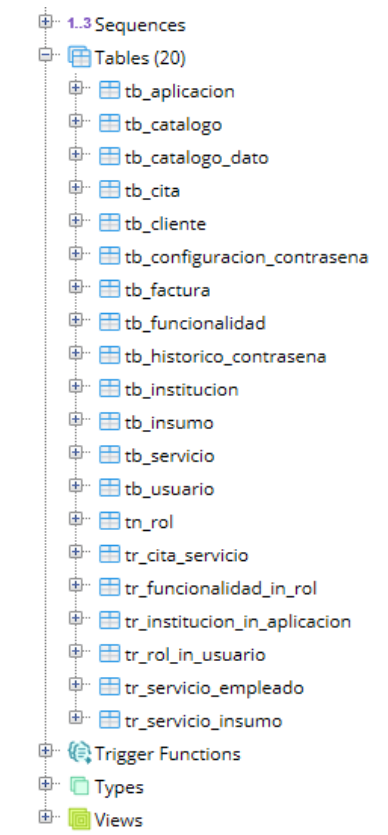 1..3 Sequences
Tables (20)
tb_aplicacion
tb_catalogo
tb_catalogo_dato
tb_cita
tb_cliente
tb_configuracion_contrasena
tb_factura
tb_funcionalidad
tb_historico_contrasena
tb_institucion
tb_insumo
tb_servicio
tb_usuario
tn_rol
tr_cita_servicio
tr_funcionalidad_in_rol
tr_institucion_in_aplicacion
tr_rol_in_usuario
tr_servicio_empleado
tr_servicio_insumo
Trigger Functions
Types
Views